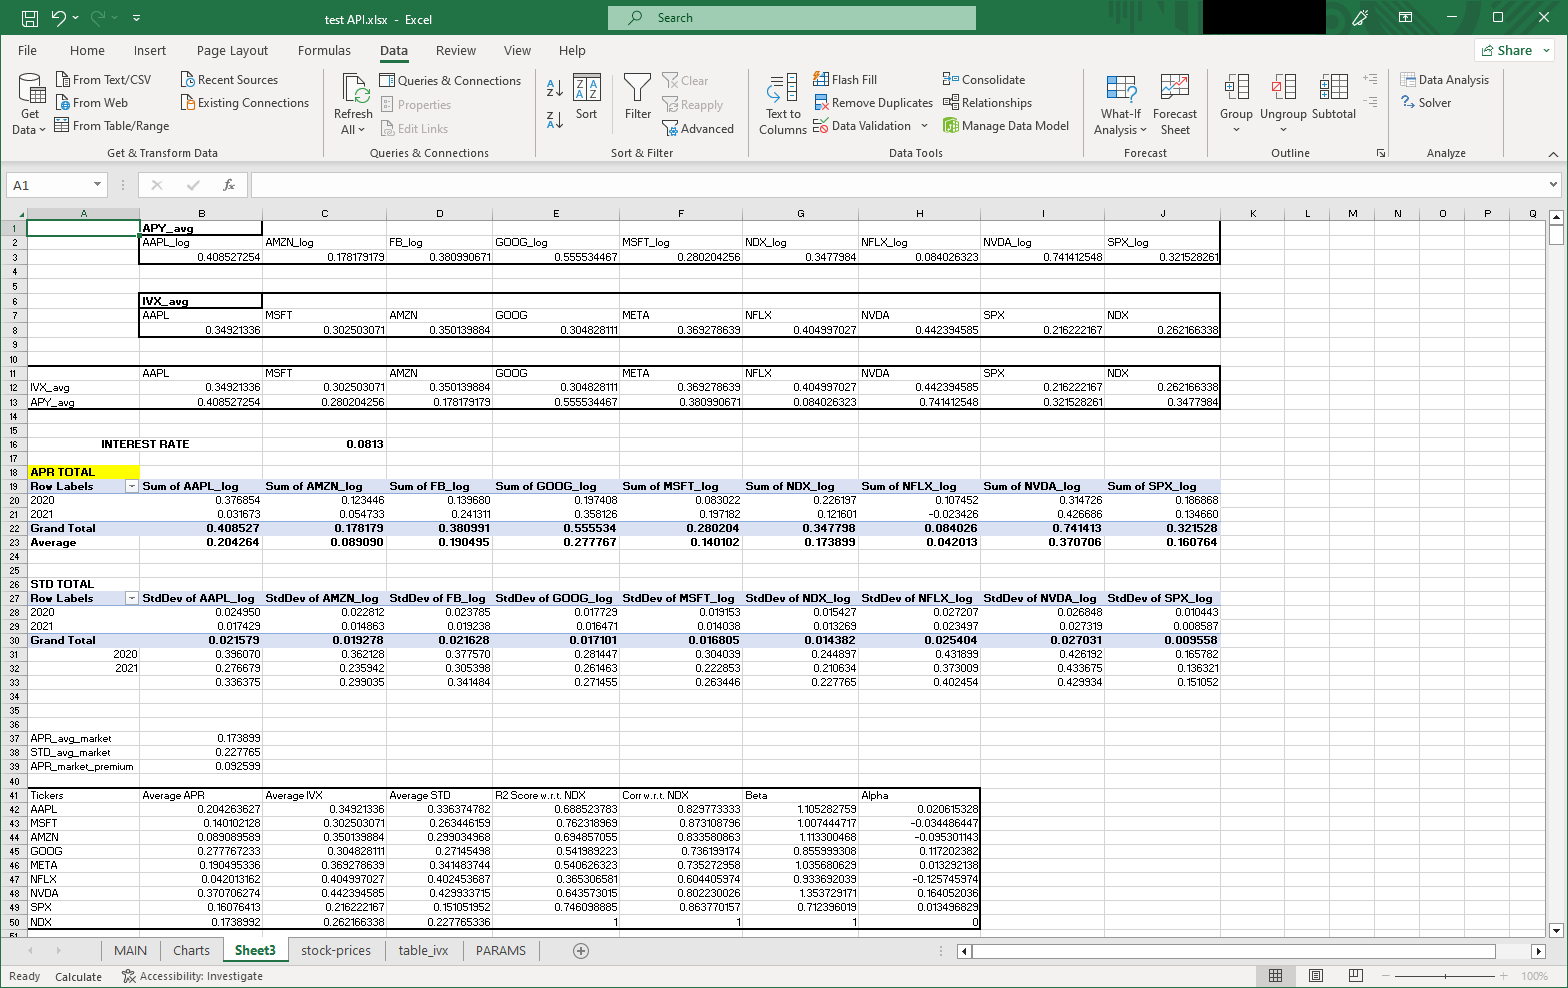 test API.xlsx - Excel
Search
File Home Insert Page Layout Formulas Data Review View Help Share
Get Data
From Text/CSV
From Web
From Table/Range
Recent Sources
Existing Connections
Get & Transform Data
Refresh All
Queries & Connections
Properties
Edit Links
Queries & Connections
Sort
Filter
Clear
Reapply
Advanced
Sort & Filter
Text to Columns
Flash Fill
Remove Duplicates
Data Validation
Consolidate
Relationships
Manage Data Model
Data Tools
What-If Analysis
Forecast Sheet
Forecast
Group Ungroup Subtotal
Outline
Data Analysis
Solver
Analyze
A1 fx
A B C D E F G H I J K L M N O P Q
1 APY_avg
2 AAPL_log AMZN_log FB_log GOOG_log MSFT_log NDX_log NFLX_log NVDA_log SPX_log
3 0.408527254 0.178179179 0.380990671 0.555534467 0.280204256 0.3477984 0.084026323 0.741412548 0.321528261
4
5
6 IVX_avg
7 AAPL MSFT AMZN GOOG META NFLX NVDA SPX NDX
8 0.34921336 0.302503071 0.350139884 0.304828111 0.369278639 0.404997027 0.442394585 0.216222167 0.262166338
9
10
11 AAPL MSFT AMZN GOOG META NFLX NVDA SPX NDX
12 IVX_avg 0.34921336 0.302503071 0.350139884 0.304828111 0.369278639 0.404997027 0.442394585 0.216222167 0.262166338
13 APY_avg 0.408527254 0.280204256 0.178179179 0.555534467 0.380990671 0.084026323 0.741412548 0.321528261 0.3477984
14
15
16 INTEREST RATE 0.0813
17
18 APR TOTAL
19 Row Labels Sum of AAPL_log Sum of AMZN_log Sum of FB_log Sum of GOOG_log Sum of MSFT_log Sum of NDX_log Sum of NFLX_log Sum of NVDA_log Sum of SPX_log
20 2020 0.376854 0.123446 0.139680 0.197408 0.083022 0.226197 0.107452 0.314726 0.186868
21 2021 0.031673 0.054733 0.241311 0.358126 0.197182 0.121601 -0.023426 0.426686 0.134660
22 Grand Total 0.408527 0.178179 0.380991 0.555534 0.280204 0.347798 0.084026 0.741413 0.321528
23 Average 0.204264 0.089090 0.190495 0.277767 0.140102 0.173899 0.042013 0.370706 0.160764
24
25
26 STD TOTAL
27 Row Labels StdDev of AAPL_log StdDev of AMZN_log StdDev of FB_log StdDev of GOOG_log StdDev of MSFT_log StdDev of NDX_log StdDev of NFLX_log StdDev of NVDA_log StdDev of SPX_log
28 2020 0.024950 0.022812 0.023785 0.017729 0.019153 0.015427 0.027207 0.026848 0.010443
29 2021 0.017429 0.014863 0.019238 0.016471 0.014038 0.013269 0.023497 0.027319 0.008587
30 Grand Total 0.021579 0.019278 0.021628 0.017101 0.016805 0.014382 0.025404 0.027031 0.009558
31 2020 0.396070 0.362128 0.377570 0.281447 0.304039 0.244897 0.431899 0.426192 0.165782
32 2021 0.276679 0.235942 0.305398 0.261463 0.222853 0.210634 0.373009 0.433675 0.136321
33 0.336375 0.299035 0.341484 0.271455 0.263446 0.227765 0.402454 0.429934 0.151052
34
35
36
37 APR_avg_market 0.173899
38 STD_avg_market 0.227765
39 APR_market_premium 0.092599
40
41 Tickers Average APR Average IVX Average STD R2 Score w.r.t. NDX Corr w.r.t. NDX Beta Alpha
42 AAPL 0.204263627 0.34921336 0.336374782 0.688523783 0.829773333 1.105282759 0.020615328
43 MSFT 0.140102128 0.302503071 0.263446159 0.762318969 0.873108796 1.007444717 -0.034486447
44 AMZN 0.089089589 0.350139884 0.299034968 0.694857055 0.833580863 1.113300468 -0.095301143
45 GOOG 0.277767233 0.304828111 0.27145498 0.541989223 0.736199174 0.855999308 0.117202382
46 META 0.190495336 0.369278639 0.341483744 0.540626323 0.735272958 1.035680629 0.013292138
47 NFLX 0.042013162 0.404997027 0.402453687 0.365306581 0.604405974 0.933692039 -0.125745974
48 NVDA 0.370706274 0.442394585 0.429933715 0.643573015 0.802230026 1.353729171 0.164052036
49 SPX 0.16076413 0.216222167 0.151051952 0.746098885 0.863770157 0.712396019 0.013496829
50 NDX 0.1738992 0.262166338 0.227765336 1 1 1 0
51
MAIN Charts Sheet3 stock-prices table_ivx PARAMS
Ready Calculate Accessibility: Investigate 100%